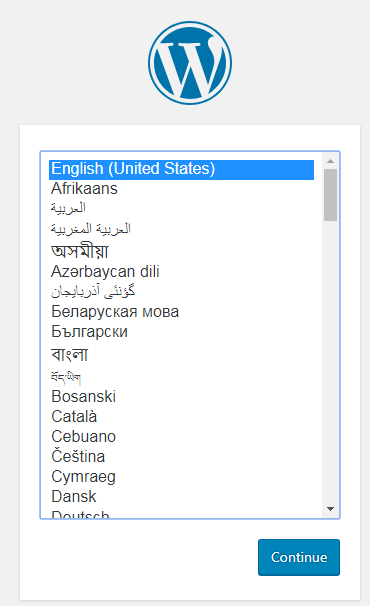 English (United States)
Afrikaans
العربية
العربية المغربية
অসমীয়া
Azərbaycan dili
گؤنئی آذربایجان
Беларуская мова
Български
বাংলা
བོད་ཡིག
Bosanski
Català
Cebuano
Čeština
Cymraeg
Dansk
Deutsch
Continue